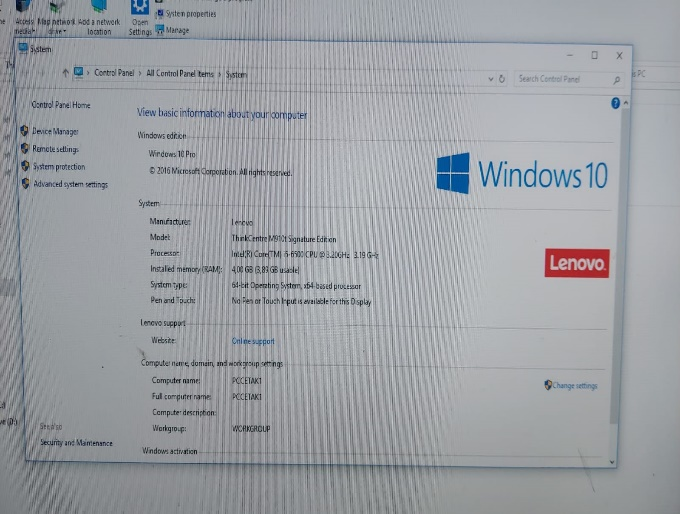 System properties
Access media
Map network drive
Add a network location
Open Settings
Manage
System
Control Panel > All Control Panel Items > System
Search Control Panel
PC
Control Panel Home
Device Manager
Remote settings
System protection
Advanced system settings
View basic information about your computer
Windows edition
Windows 10 Pro
© 2016 Microsoft Corporation. All rights reserved.
Windows 10
System
Manufacturer: Lenovo
Model: ThinkCentre M910t Signature Edition
Processor: Intel(R) Core(TM) i5-6500 CPU @ 3.20GHz 3.19 GHz
Installed memory (RAM): 4,00 GB (3,89 GB usable)
System type: 64-bit Operating System, x64-based processor
Pen and Touch: No Pen or Touch Input is available for this Display
Lenovo.
Lenovo support
Website: Online support
Computer name, domain, and workgroup settings
Computer name: PCCETAK1
Full computer name: PCCETAK1
Computer description:
Workgroup: WORKGROUP
Change settings
See also
Security and Maintenance
Windows activation